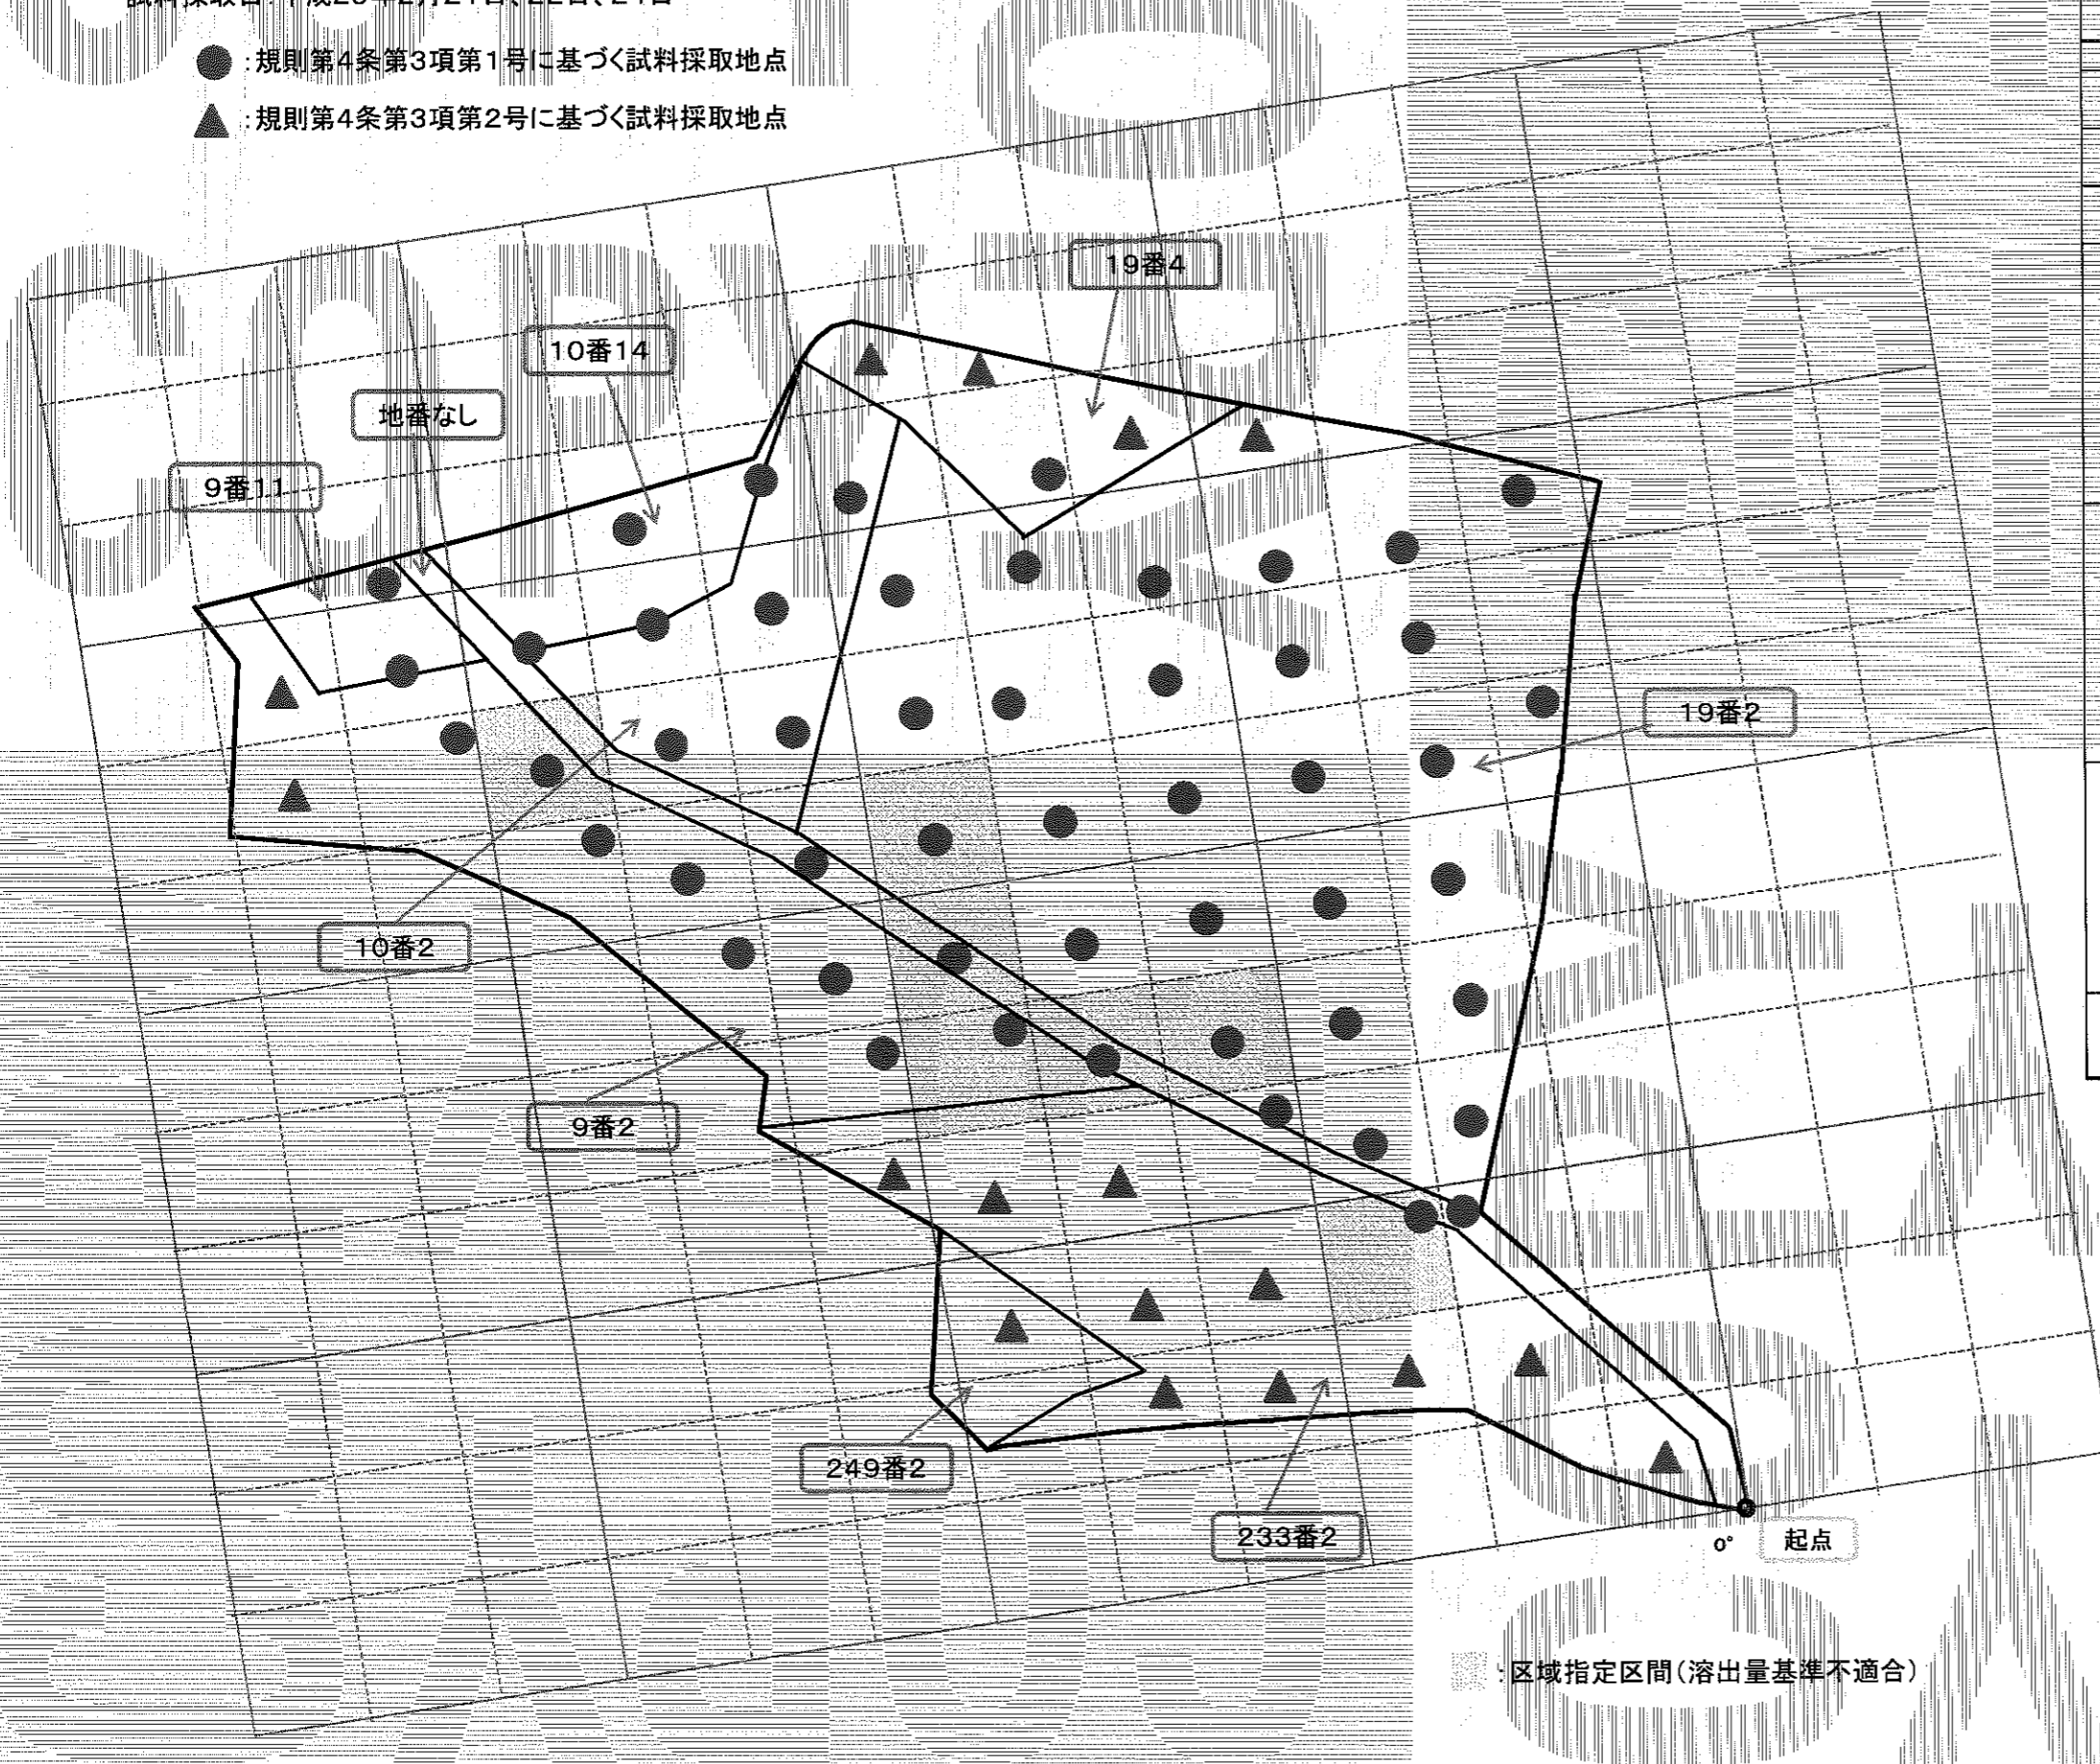 :規則第4条第3項第1号に基づく試料採取地点
:規則第4条第3項第2号に基づく試料採取地点
19番4
10番14
地番なし
9番11
19番2
10番2
9番2
249番2
233番2
0° 起点
:区域指定区間(溶出量基準不適合)